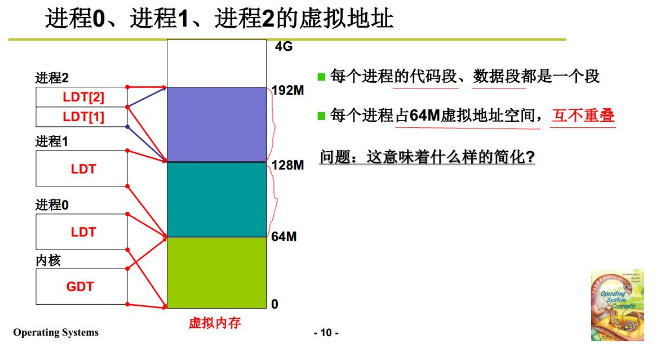 进程0、进程1、进程2的虚拟地址
4G
进程2
LDT[2]
LDT[1]
192M
进程1
LDT
128M
进程0
LDT
64M
内核
GDT
0
虚拟内存
每个进程的代码段、数据段都是一个段
每个进程占64M虚拟地址空间，互不重叠
问题：这意味着什么样的简化?
Operating
System
Concepts
Operating Systems
- 10 -